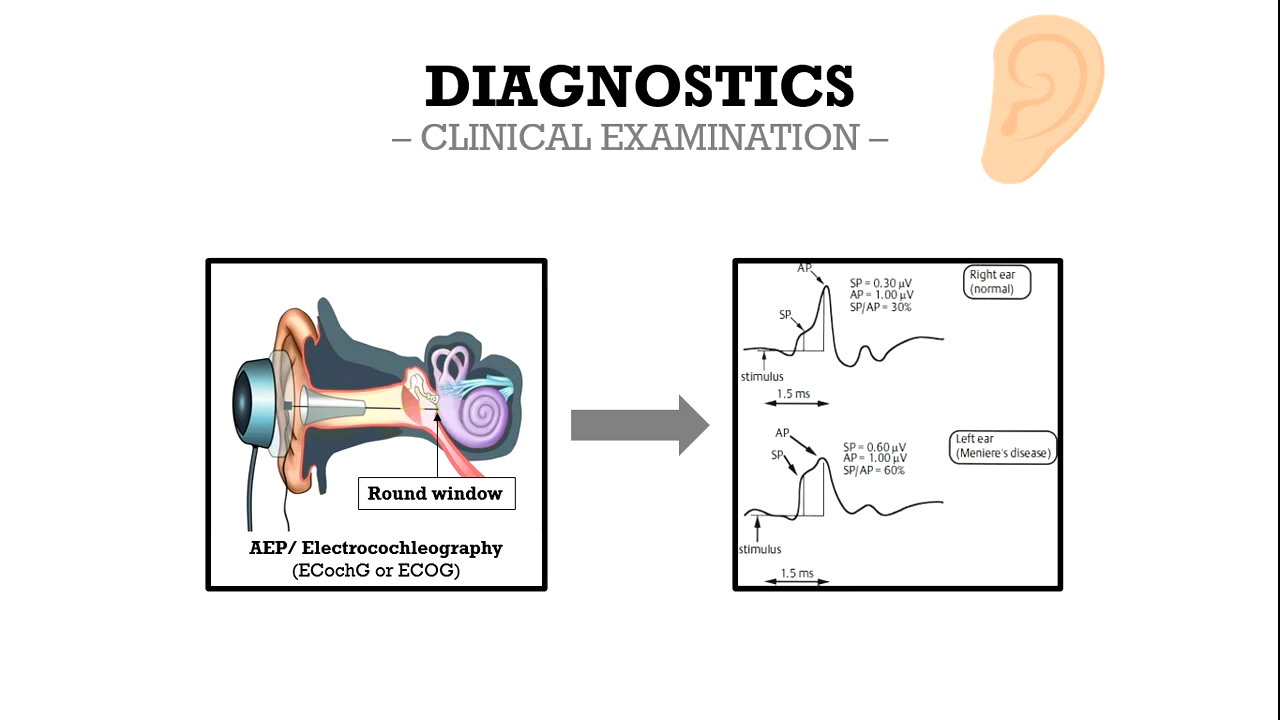 DIAGNOSTICS
– CLINICAL EXAMINATION –
Round window
AEP/ Electrocochleography
(ECochG or ECOG)
AP
SP
SP = 0.30 µV
AP = 1.00 µV
SP/AP = 30%
Right ear
(normal)
stimulus
1.5 ms
AP
SP
SP = 0.60 µV
AP = 1.00 µV
SP/AP = 60%
Left ear
(Meniere's disease)
stimulus
1.5 ms